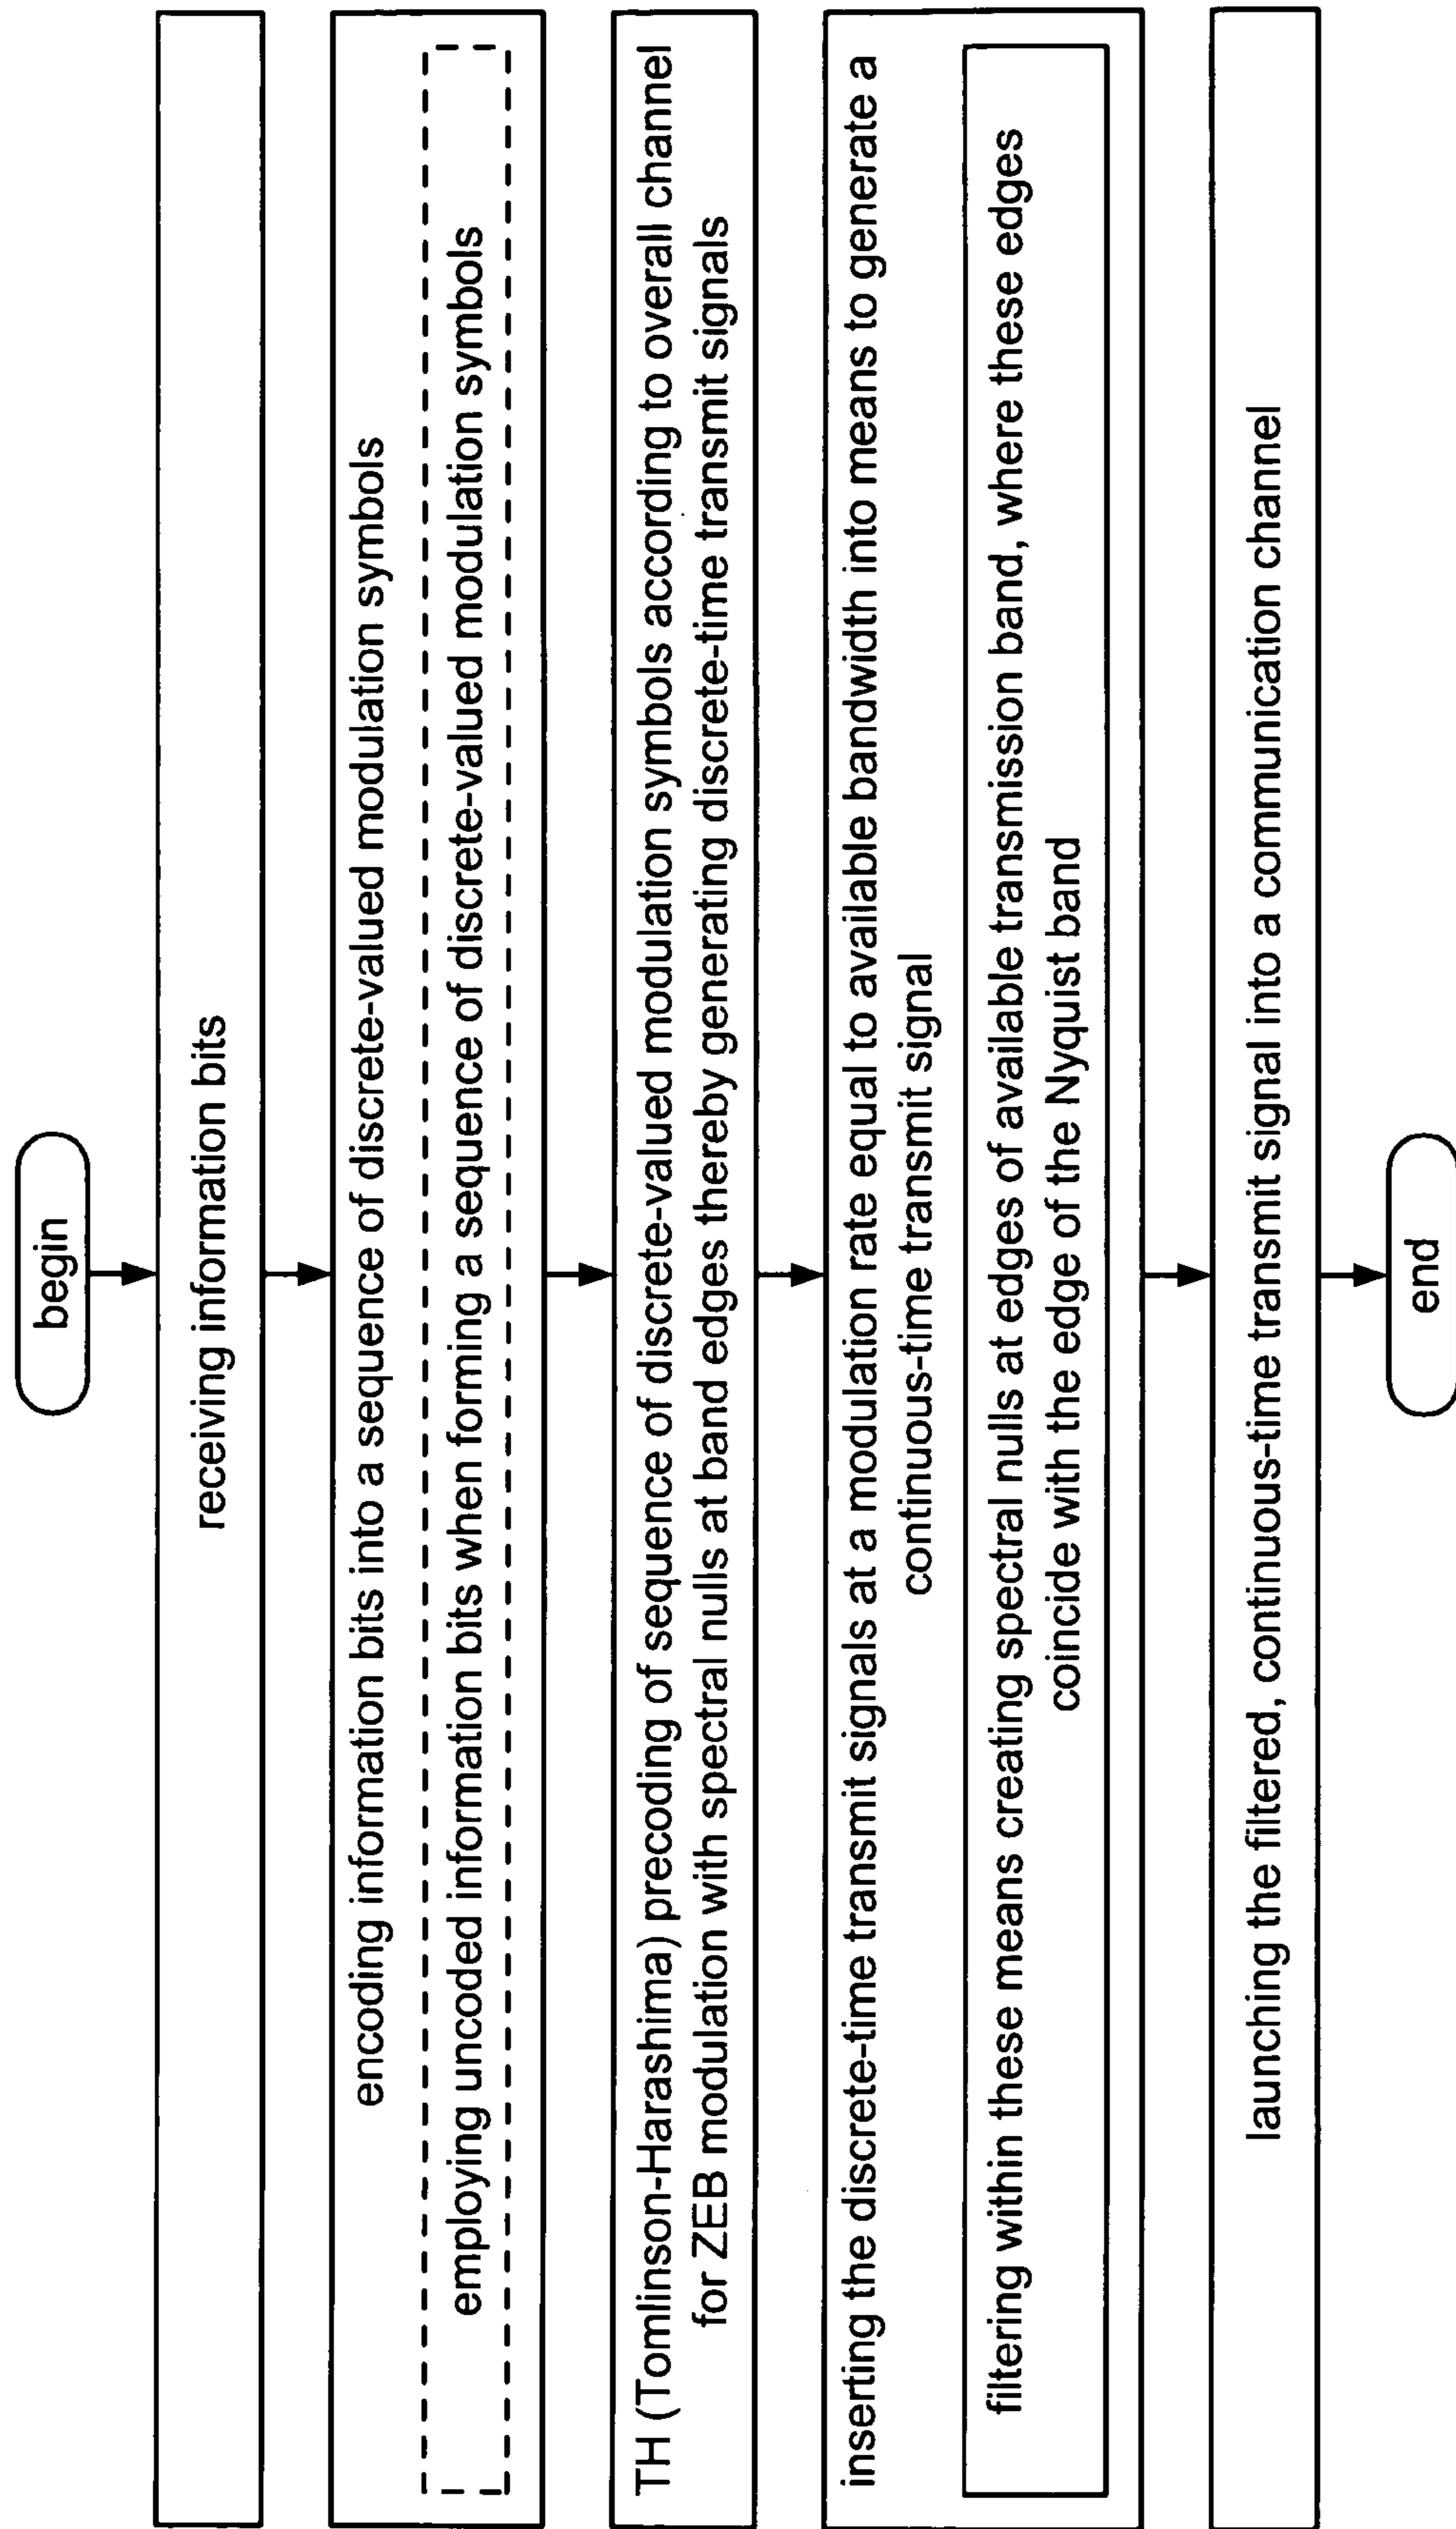 begin
receiving information bits
encoding information bits into a sequence of discrete-valued modulation symbols
employing uncoded information bits when forming a sequence of discrete-valued modulation symbols
TH (Tomlinson-Harashima) precoding of sequence of discrete-valued modulation symbols according to overall channel
for ZEB modulation with spectral nulls at band edges thereby generating discrete-time transmit signals
inserting the discrete-time transmit signals at a modulation rate equal to available bandwidth into means to generate a
continuous-time transmit signal
filtering within these means creating spectral nulls at edges of available transmission band, where these edges
coincide with the edge of the Nyquist band
launching the filtered, continuous-time transmit signal into a communication channel
end